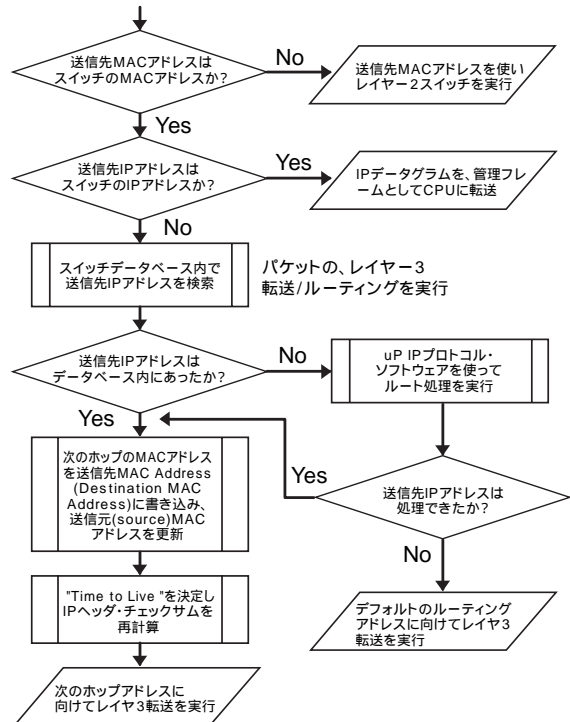 送信先MACアドレスは
スイッチのMACアドレスか?
No
送信先MACアドレスを使い
レイヤー2スイッチを実行
Yes
送信先IPアドレスは
スイッチのIPアドレスか?
Yes
IPデータグラムを、管理フレ
ームとしてCPUに転送
No
スイッチデータベース内で
送信先IPアドレスを検索
パケットの、レイヤー3
転送/ルーティングを実行
送信先IPアドレスは
データベース内にあったか?
No
uP IPプロトコル・
ソフトウェアを使って
ルート処理を実行
Yes
次のホップのMACアドレス
を送信先MAC Address
(Destination MAC
Address)に書き込み、
送信元(source)MAC
アドレスを更新
Yes
送信先IPアドレスは
処理できたか?
No
"Time to Live "を決定し
IPヘッダ・チェックサムを
再計算
デフォルトのルーティング
アドレスに向けてレイヤ3
転送を実行
次のホップアドレスに
向けてレイヤ3転送を実行